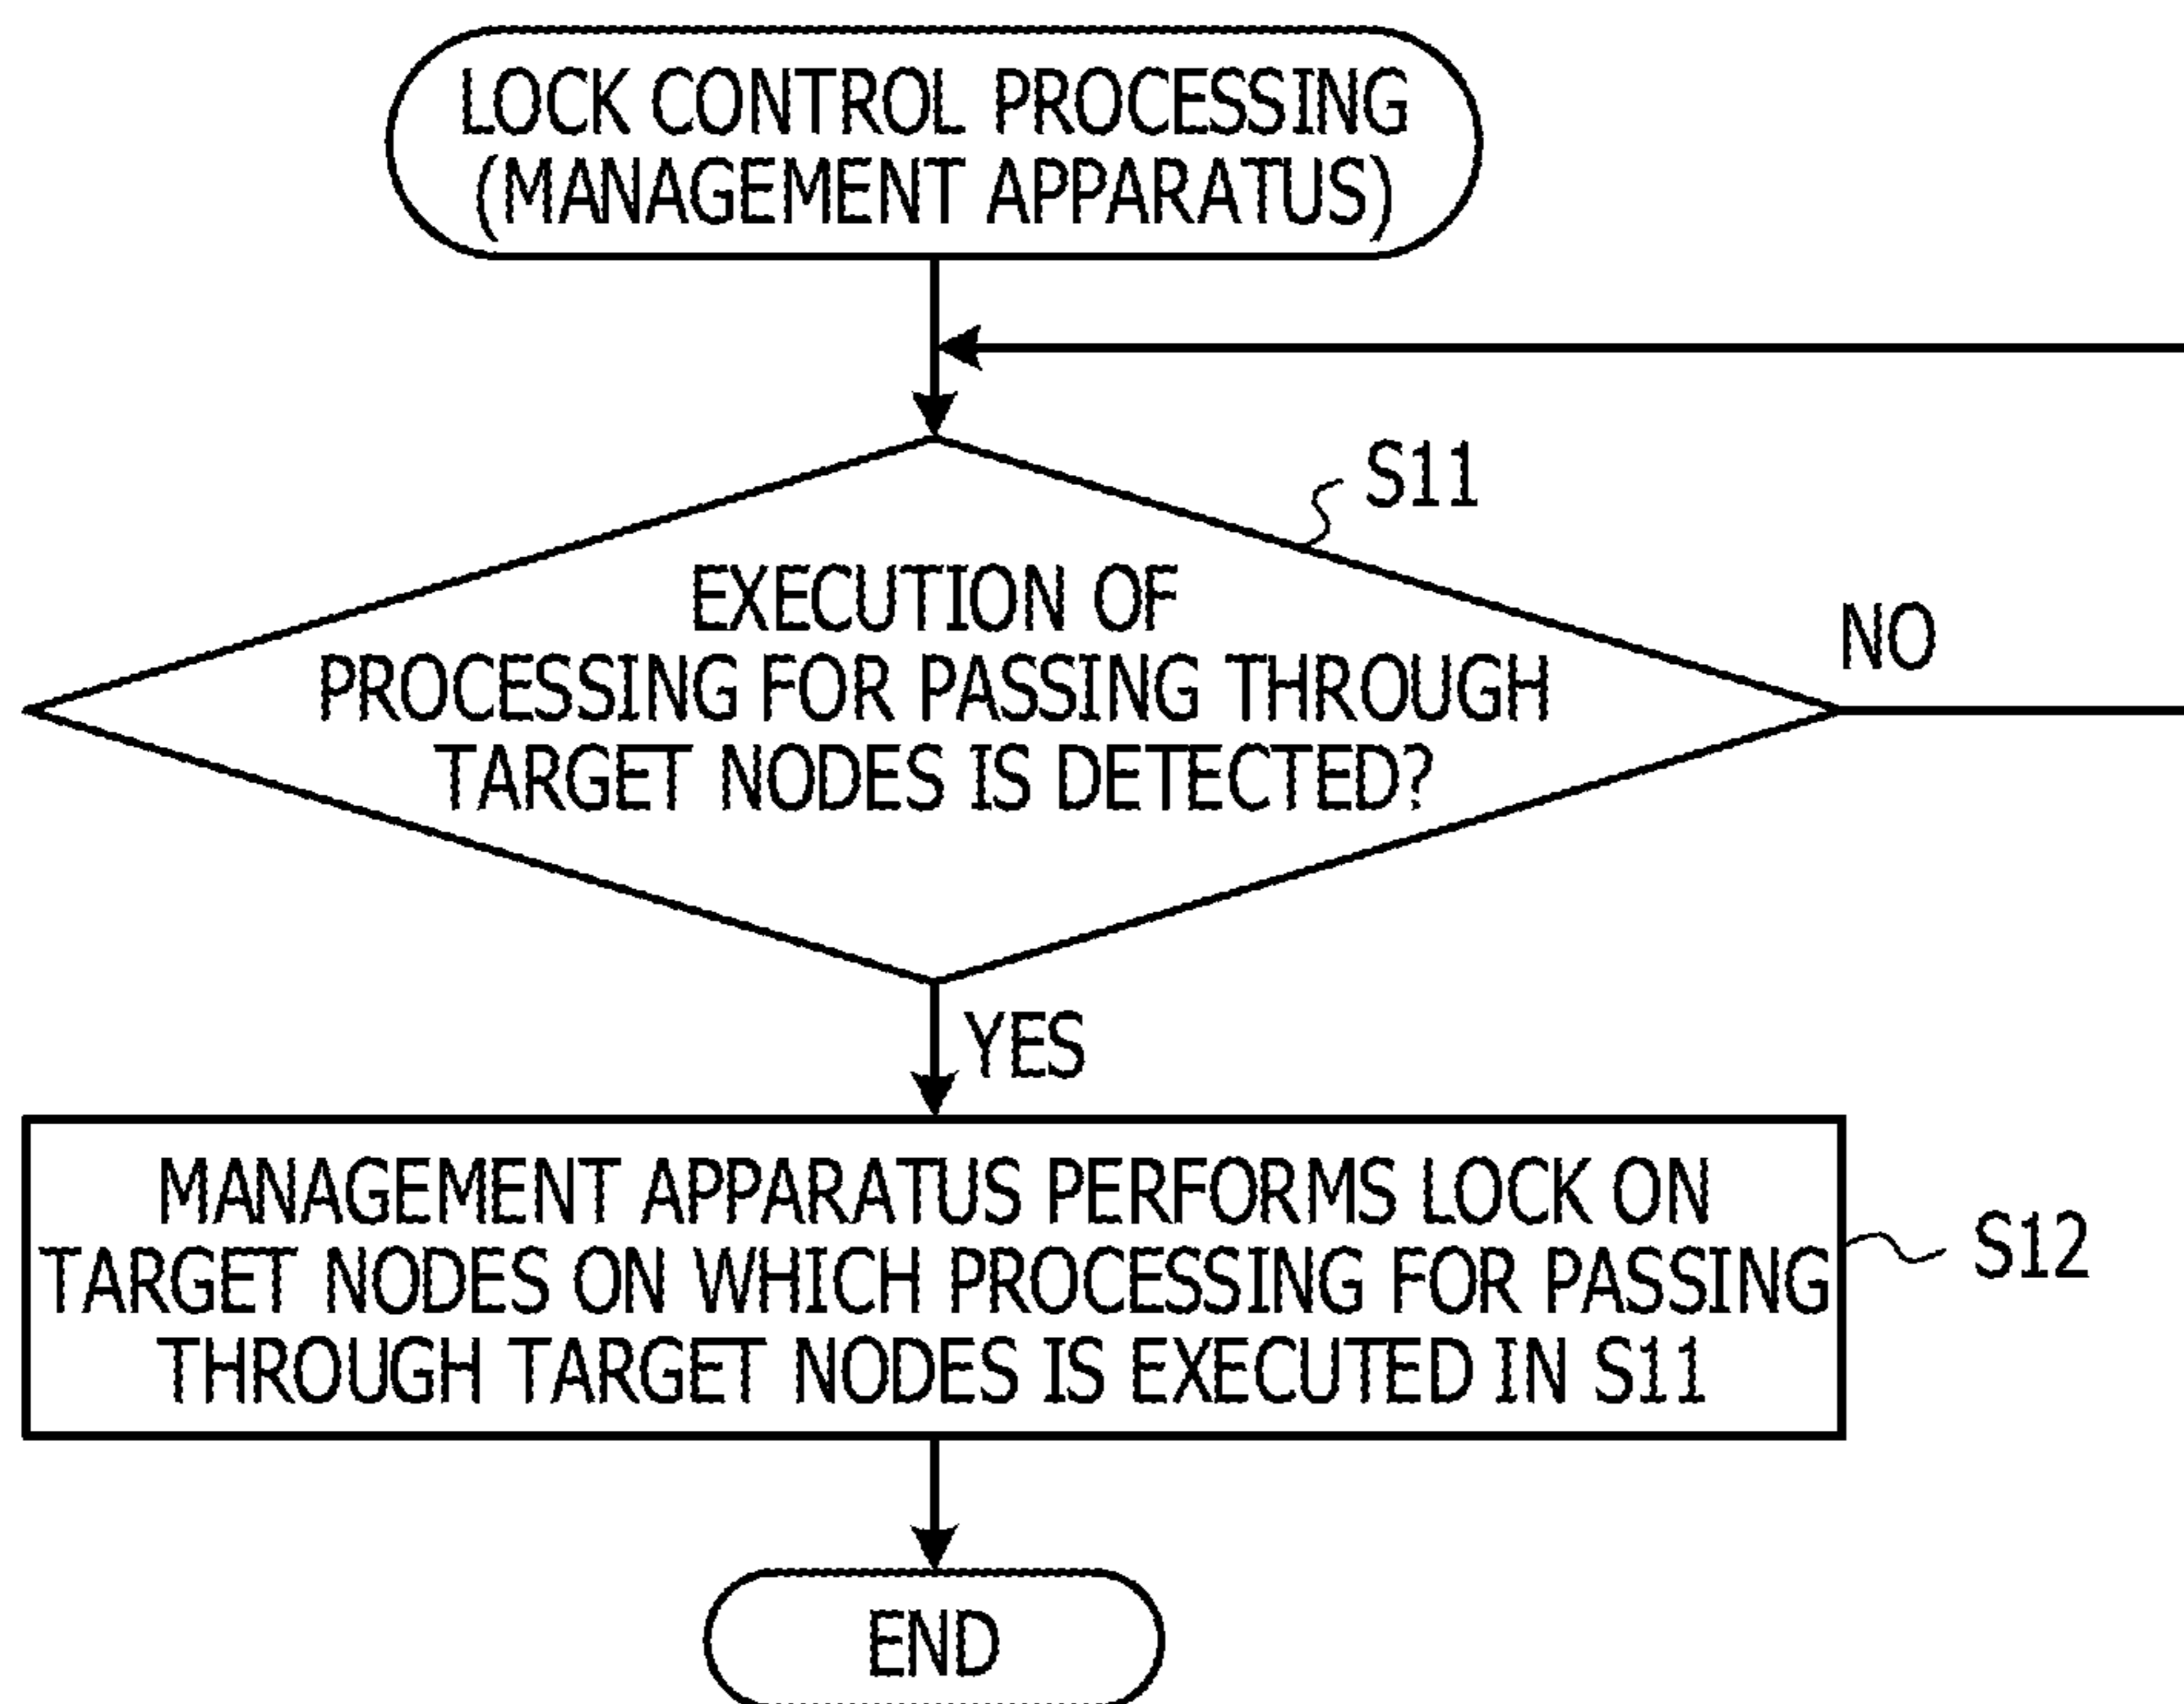 LOCK CONTROL PROCESSING
(MANAGEMENT APPARATUS)
S11
EXECUTION OF
PROCESSING FOR PASSING THROUGH
TARGET NODES IS DETECTED?
NO
YES
MANAGEMENT APPARATUS PERFORMS LOCK ON
TARGET NODES ON WHICH PROCESSING FOR PASSING
THROUGH TARGET NODES IS EXECUTED IN S11
S12
END